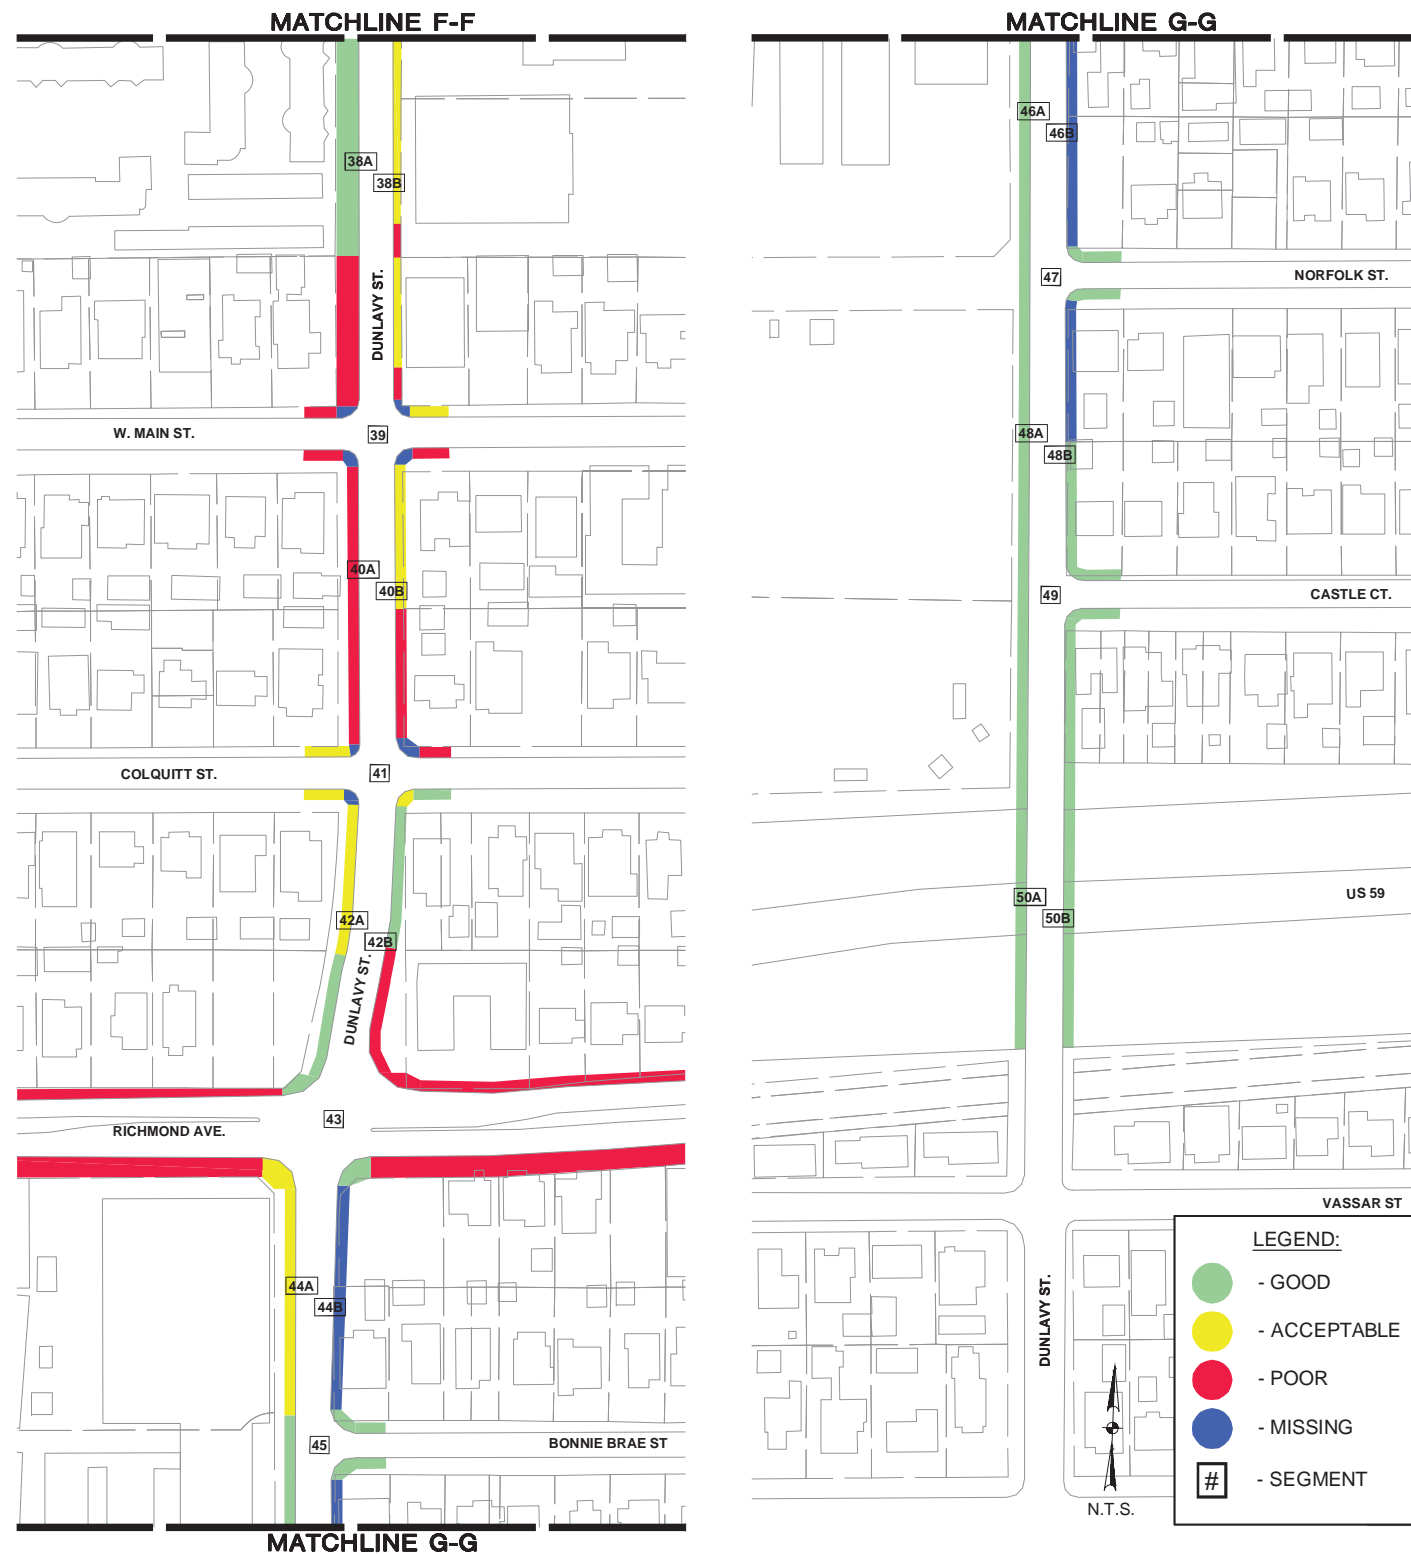 MATCHLINE F-F
38A
38B
DUNLAVY ST.
W. MAIN ST.
39
40A
40B
COLQUITT ST.
41
42A
42B
DUNLAVY ST.
43
RICHMOND AVE.
44A
44B
45
BONNIE BRAE ST
MATCHLINE G-G
MATCHLINE G-G
46A
46B
47
NORFOLK ST.
48A
48B
49
CASTLE CT.
50A
50B
US 59
VASSAR ST
DUNLAVY ST.
N.T.S.
LEGEND:
- GOOD
- ACCEPTABLE
- POOR
- MISSING
# - SEGMENT